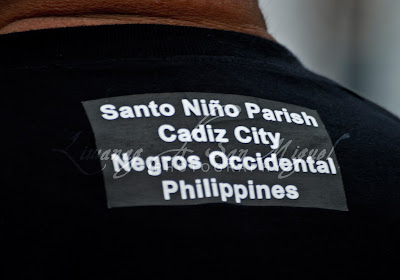 Santo Niño Parish
Cadiz City
Negros Occidental
Philippines